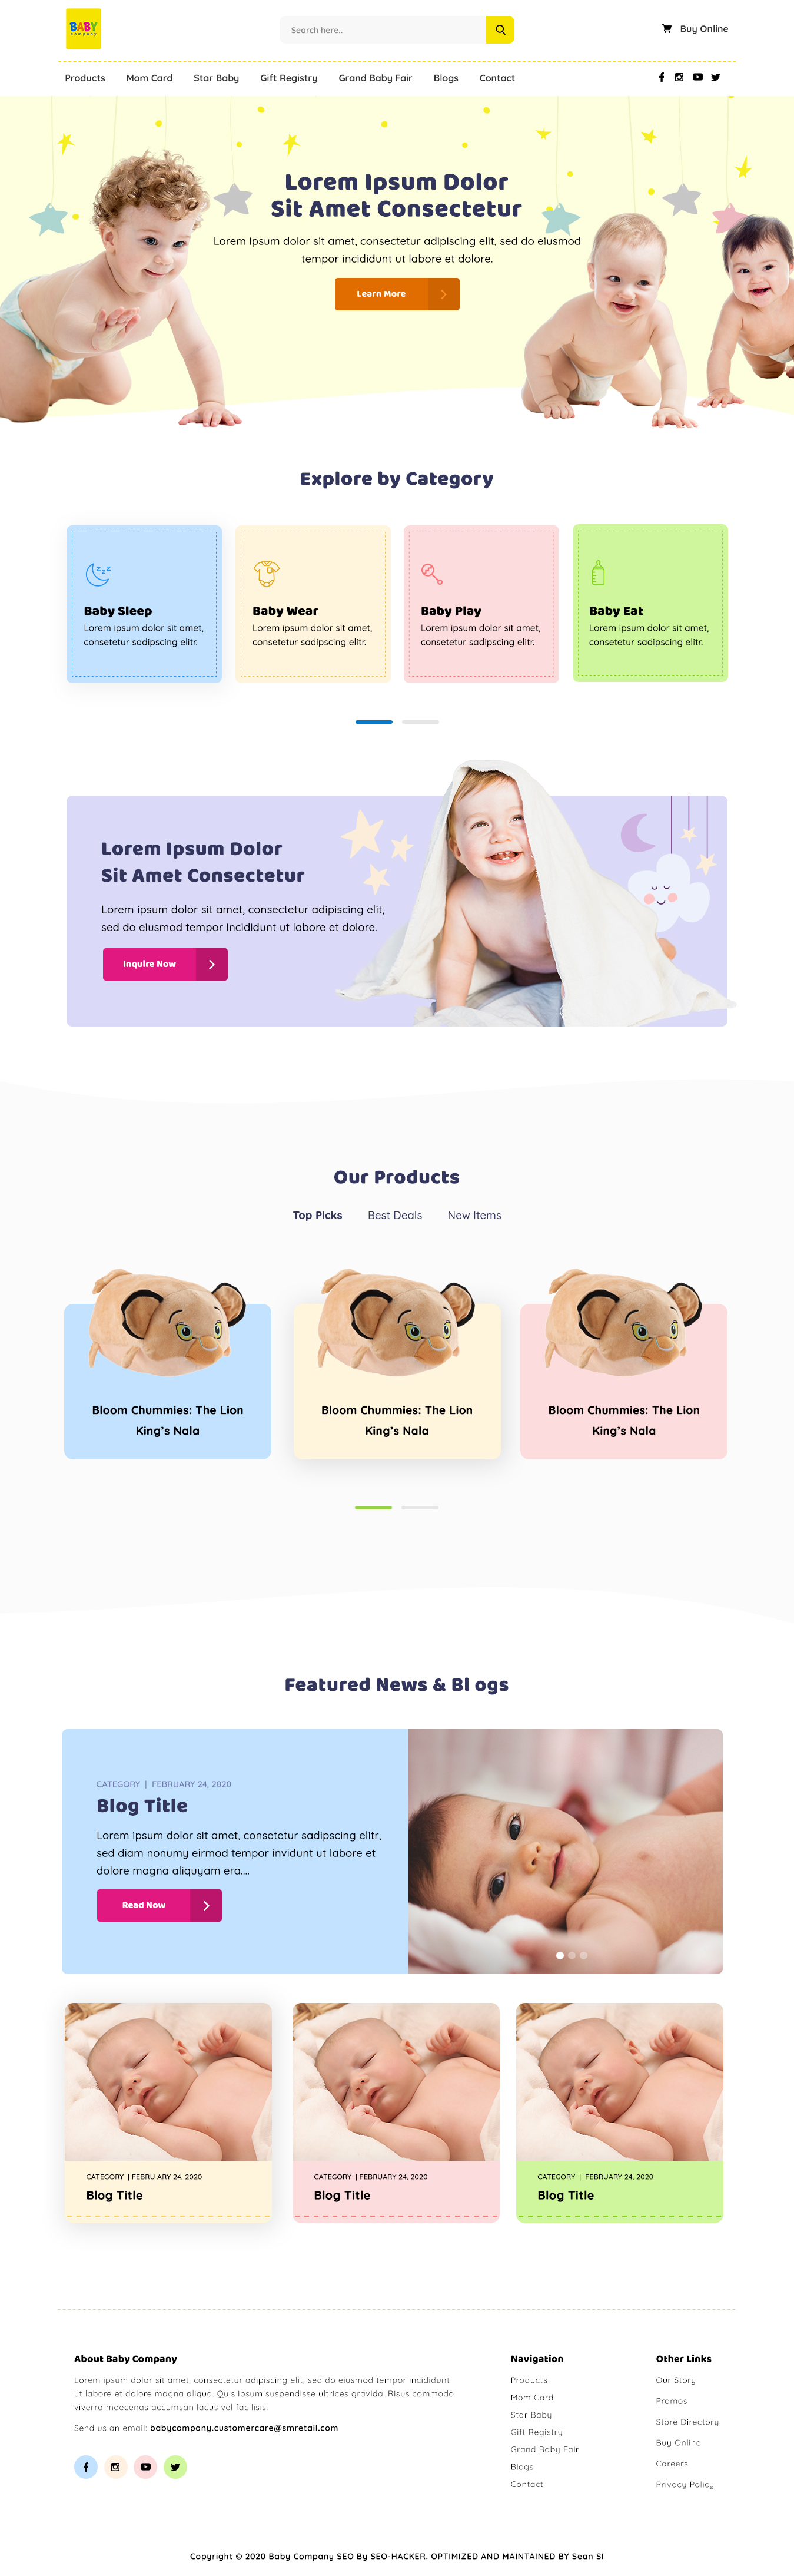 BABY
company
Search here..
Buy Online
Products Mom Card Star Baby Gift Registry Grand Baby Fair Blogs Contact
Lorem Ipsum Dolor
Sit Amet Consectetur
Lorem ipsum dolor sit amet, consectetur adipiscing elit, sed do eiusmod
tempor incididunt ut labore et dolore.
Learn More
Explore by Category
Baby Sleep
Lorem ipsum dolor sit amet,
consetetur sadipscing elitr.
Baby Wear
Lorem ipsum dolor sit amet,
consetetur sadipscing elitr.
Baby Play
Lorem ipsum dolor sit amet,
consetetur sadipscing elitr.
Baby Eat
Lorem ipsum dolor sit amet,
consetetur sadipscing elitr.
Lorem Ipsum Dolor
Sit Amet Consectetur
Lorem ipsum dolor sit amet, consectetur adipiscing elit,
sed do eiusmod tempor incididunt ut labore et dolore.
Inquire Now
Our Products
Top Picks Best Deals New Items
Bloom Chummies: The Lion
King's Nala
Bloom Chummies: The Lion
King's Nala
Bloom Chummies: The Lion
King's Nala
Featured News & Bl ogs
CATEGORY | FEBRUARY 24, 2020
Blog Title
Lorem ipsum dolor sit amet, consetetur sadipscing elitr,
sed diam nonumy eirmod tempor invidunt ut labore et
dolore magna aliquyam era....
Read Now
CATEGORY | FEBRU ARY 24, 2020
Blog Title
CATEGORY | FEBRUARY 24, 2020
Blog Title
CATEGORY | FEBRUARY 24, 2020
Blog Title
About Baby Company
Lorem ipsum dolor sit amet, consectetur adipiscing elit, sed do eiusmod tempor incididunt
ut labore et dolore magna aliqua. Quis ipsum suspendisse ultrices gravida. Risus commodo
viverra maecenas accumsan lacus vel facilisis.
Send us an email: babycompany.customercare@smretail.com
Navigation
Products
Mom Card
Star Baby
Gift Registry
Grand Baby Fair
Blogs
Contact
Other Links
Our Story
Promos
Store Directory
Buy Online
Careers
Privacy Policy
Copyright © 2020 Baby Company SEO By SEO-HACKER. OPTIMIZED AND MAINTAINED BY Sean SI